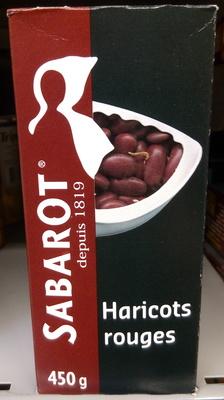 SABAROT®
depuis 1819
Haricots
rouges
450 g